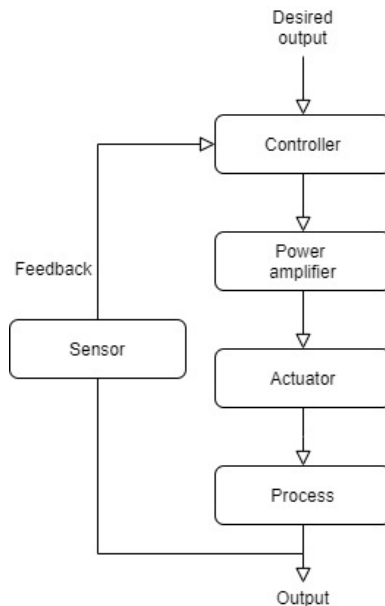 Desired
output
Controller
Power
amplifier
Feedback
Sensor
Actuator
Process
Output